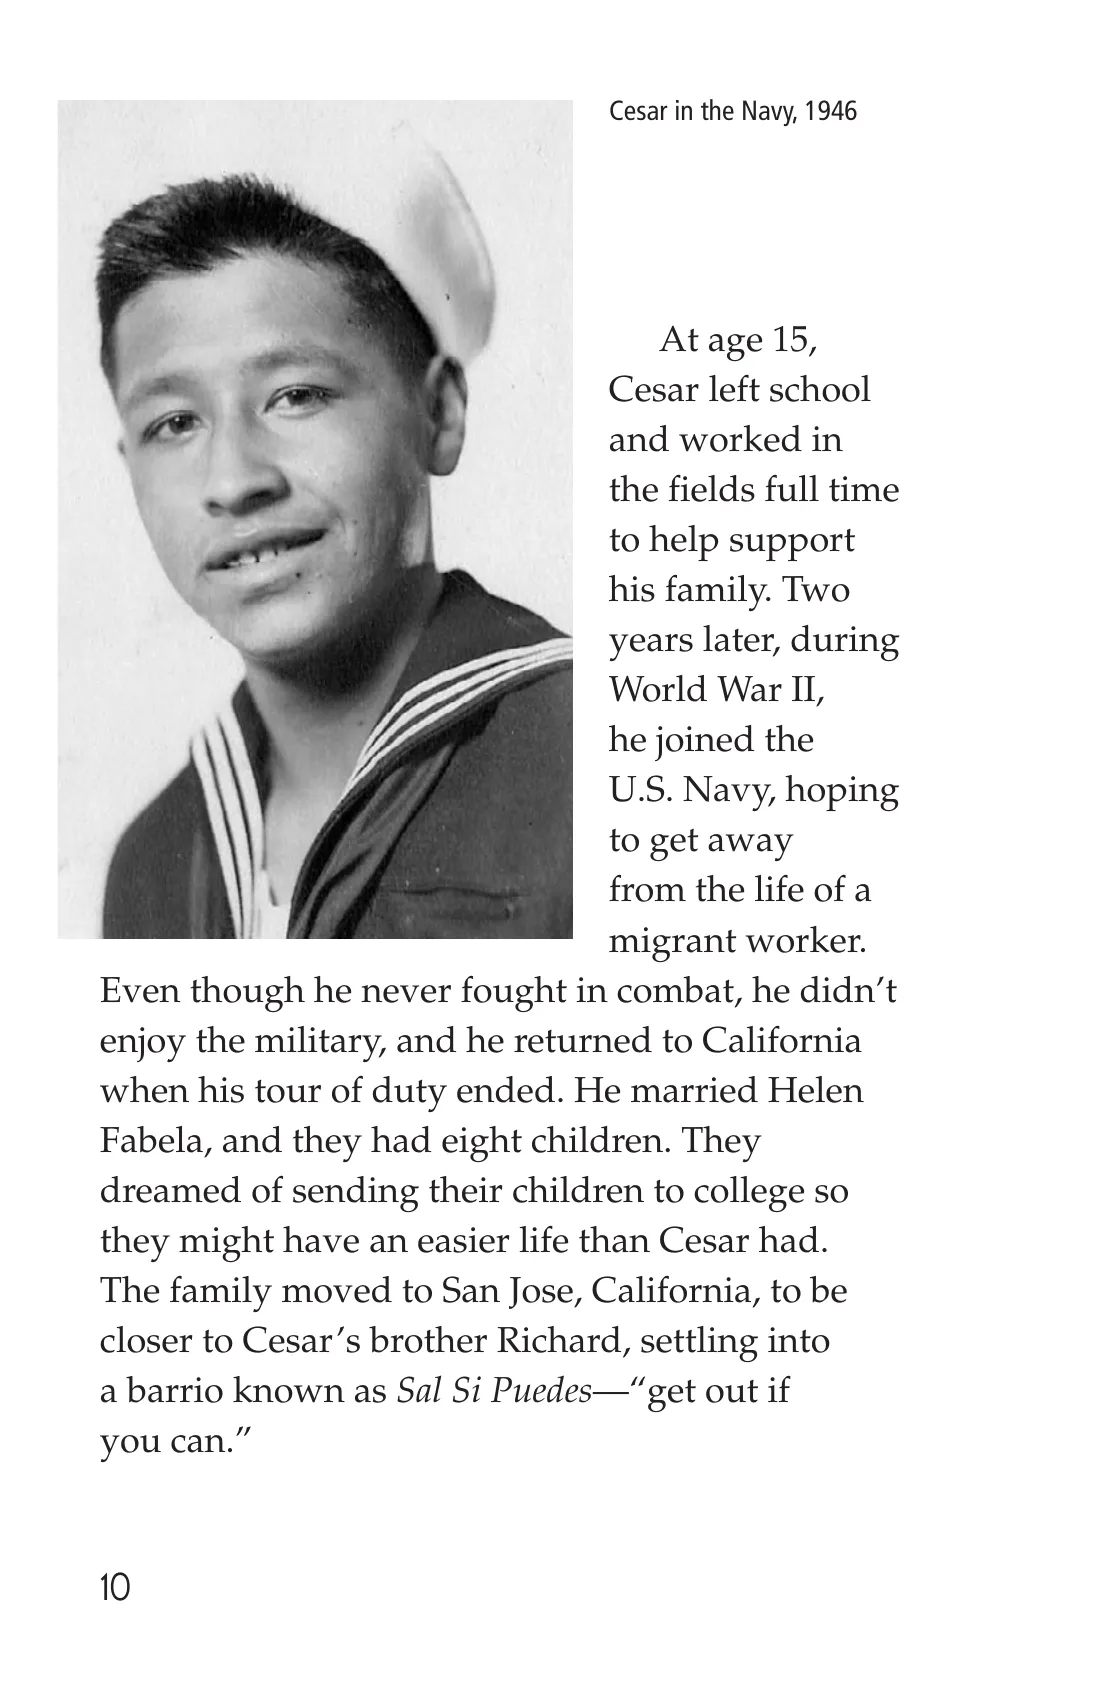 Cesar in the Navy, 1946
At age 15,
Cesar left school
and worked in
the fields full time
to help support
his family. Two
years later, during
World War II,
he joined the
U.S. Navy, hoping
to get away
from the life of a
migrant worker.
Even though he never fought in combat, he didn’t
enjoy the military, and he returned to California
when his tour of duty ended. He married Helen
Fabela, and they had eight children. They
dreamed of sending their children to college so
they might have an easier life than Cesar had.
The family moved to San Jose, California, to be
closer to Cesar’s brother Richard, settling into
a barrio known as Sal Si Puedes—“get out if
you can.”
10